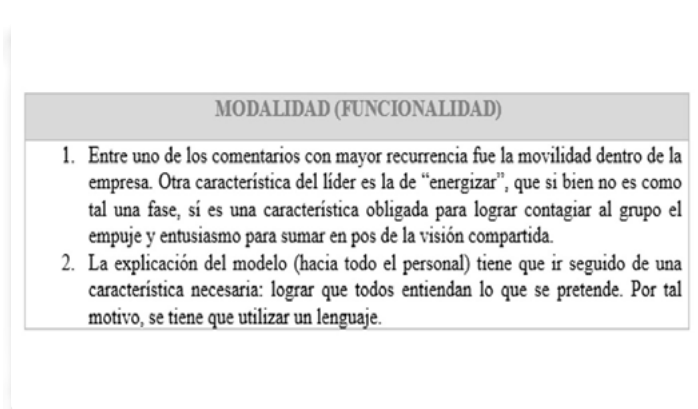 MODALIDAD (FUNCIONALIDAD)
1. Entre uno de los comentarios con mayor recurrencia fue la movilidad dentro de la
empresa. Otra característica del líder es la de “energizar”, que si bien no es como
tal una fase, sí es una característica obligada para lograr contagiar al grupo el
empuje y entusiasmo para sumar en pos de la visión compartida.
2. La explicación del modelo (hacia todo el personal) tiene que ir seguido de una
característica necesaria: lograr que todos entiendan lo que se pretende. Por tal
motivo, se tiene que utilizar un lenguaje.